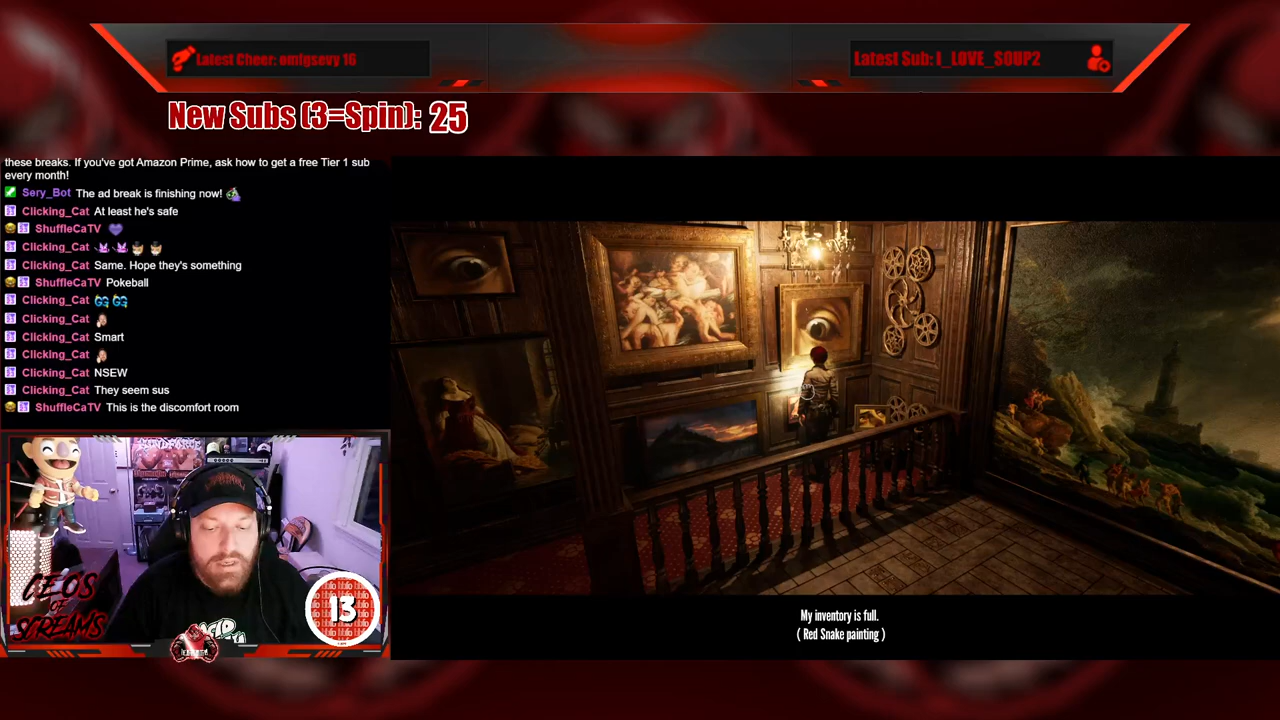 Latest Cheer: omfgsevy 16
Latest Sub: I_LOVE_SOUP2
New Subs (3=Spin): 25
these breaks. If you've got Amazon Prime, ask how to get a free Tier 1 sub
every month!
Sery_Bot The ad break is finishing now!
Clicking_Cat At least he's safe
ShuffleCaTV
Clicking_Cat
Clicking_Cat Same. Hope they's something
ShuffleCaTV Pokeball
Clicking_Cat
Clicking_Cat
Clicking_Cat Smart
Clicking_Cat
Clicking_Cat NSEW
Clicking_Cat They seem sus
ShuffleCaTV This is the discomfort room
CEO'S
OF
SCREAMS
13
My inventory is full.
( Red Snake painting )